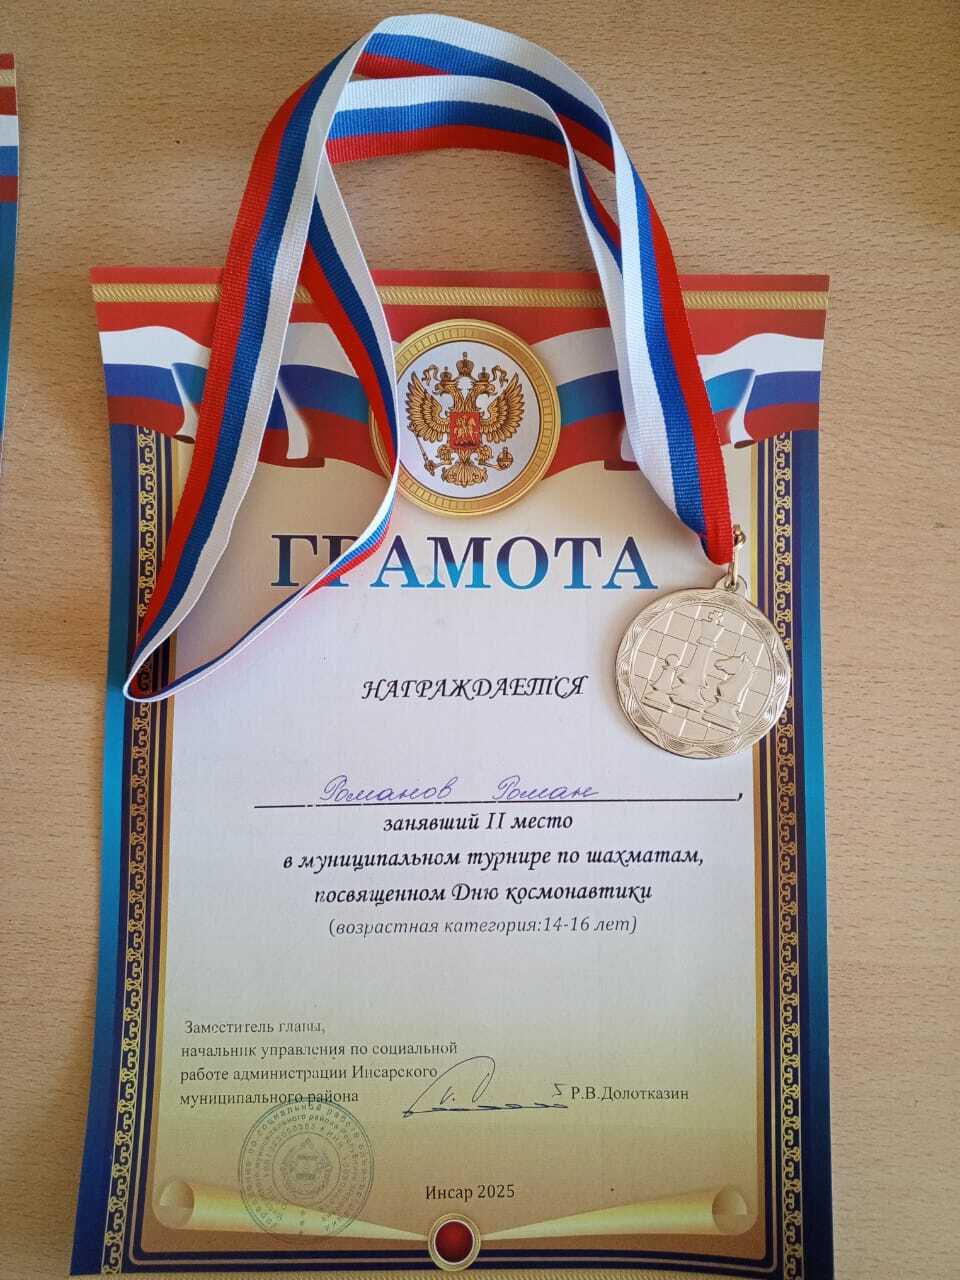 ГРАМОТА
НАГРАЖДАЕТСЯ
Романов Роман,
занявший II место
в муниципальном турнире по шахматам,
посвященном Дню космонавтики
(возрастная категория:14-16 лет)
Заместитель главы,
начальник управления по социальной
работе администрации Инсарского
муниципального района
Р.В.Долотказин
Инсар 2025